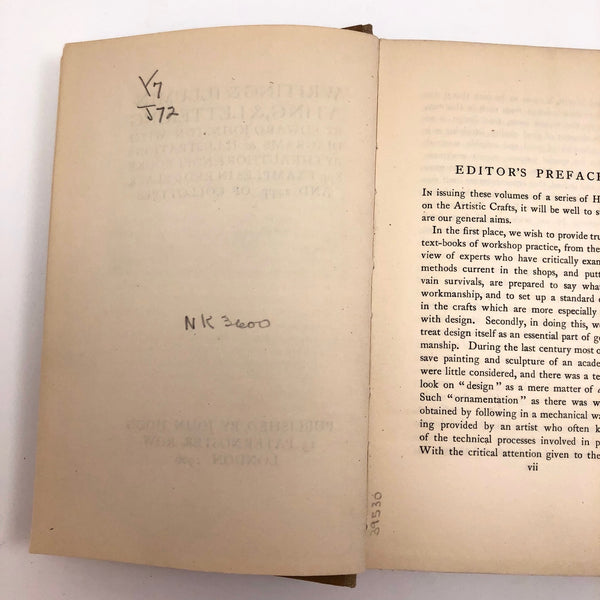 Y7
J72
NK 3600
39530
EDITOR'S PREFACE
IN issuing these volumes of a series of H
on the Artistic Crafts, it will be well to s
are our general aims.
In the first place, we wish to provide tru
text-books of workshop practice, from the
view of experts who have critically exam
methods current in the shops, and putt
vain survivals, are prepared to say what
workmanship, and to set up a standard
in the crafts which are more especially
with design. Secondly, in doing this, w
treat design itself as an essential part of g
manship. During the last century most o
save painting and sculpture of an acade
were little considered, and there was a te
look on "design" as a mere matter of
Such "ornamentation" as there was w
obtained by following in a mechanical wa
ing provided by an artist who often k
of the technical processes involved in p
With the critical attention given to the
vii